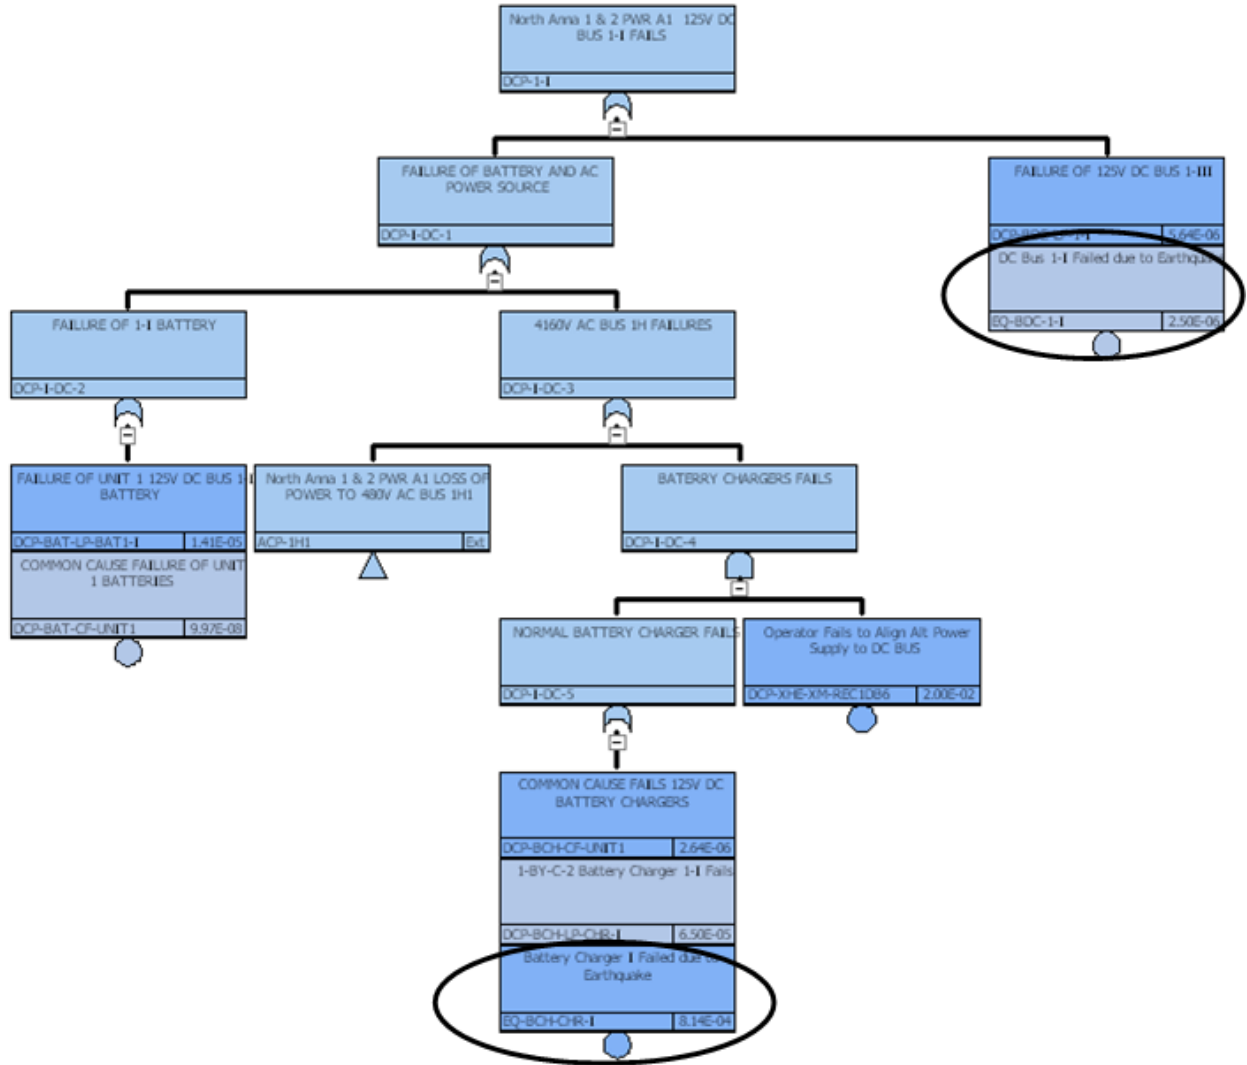 North Anna 1 & 2 PWR A1 125V DC
BUS 1-I FAILS
DCP-1-I
FAILURE OF BATTERY AND AC
POWER SOURCE
DCP-I-DC-1
FAILURE OF 125V DC BUS 1-III
5.64E-06
DC Bus 1-I Failed due to
EQ-BDC-1-I 2.50E-06
FAILURE OF 1-I BATTERY
DCP-I-DC-2
4160V AC BUS 1H FAILURES
DCP-I-DC-3
FAILURE OF UNIT 1 125V DC BUS 1-I
BATTERY
DCP-BAT-LP-BAT1-I 1.41E-05
COMMON CAUSE FAILURE OF UNIT
1 BATTERIES
DCP-BAT-CF-UNIT1 9.97E-08
North Anna 1 & 2 PWR A1 LOSS OF
POWER TO 480V AC BUS 1H1
ACP-1H1 Ext
BATERRY CHARGERS FAILS
DCP-I-DC-4
NORMAL BATTERY CHARGER FAILS
DCP-I-DC-5
Operator Fails to Align Alt Power
Supply to DC BUS
DCP-XHE-XM-REC1DB6 2.00E-02
COMMON CAUSE FAILS 125V DC
BATTERY CHARGERS
DCP-BCH-CF-UNIT1 2.64E-06
1-BY-C-2 Battery Charger 1-I Fails
DCP-BCH-LP-CHR-I 6.50E-05
Battery Charger I Failed due to
Earthquake
EQ-BCH-CHR-I 8.14E-04